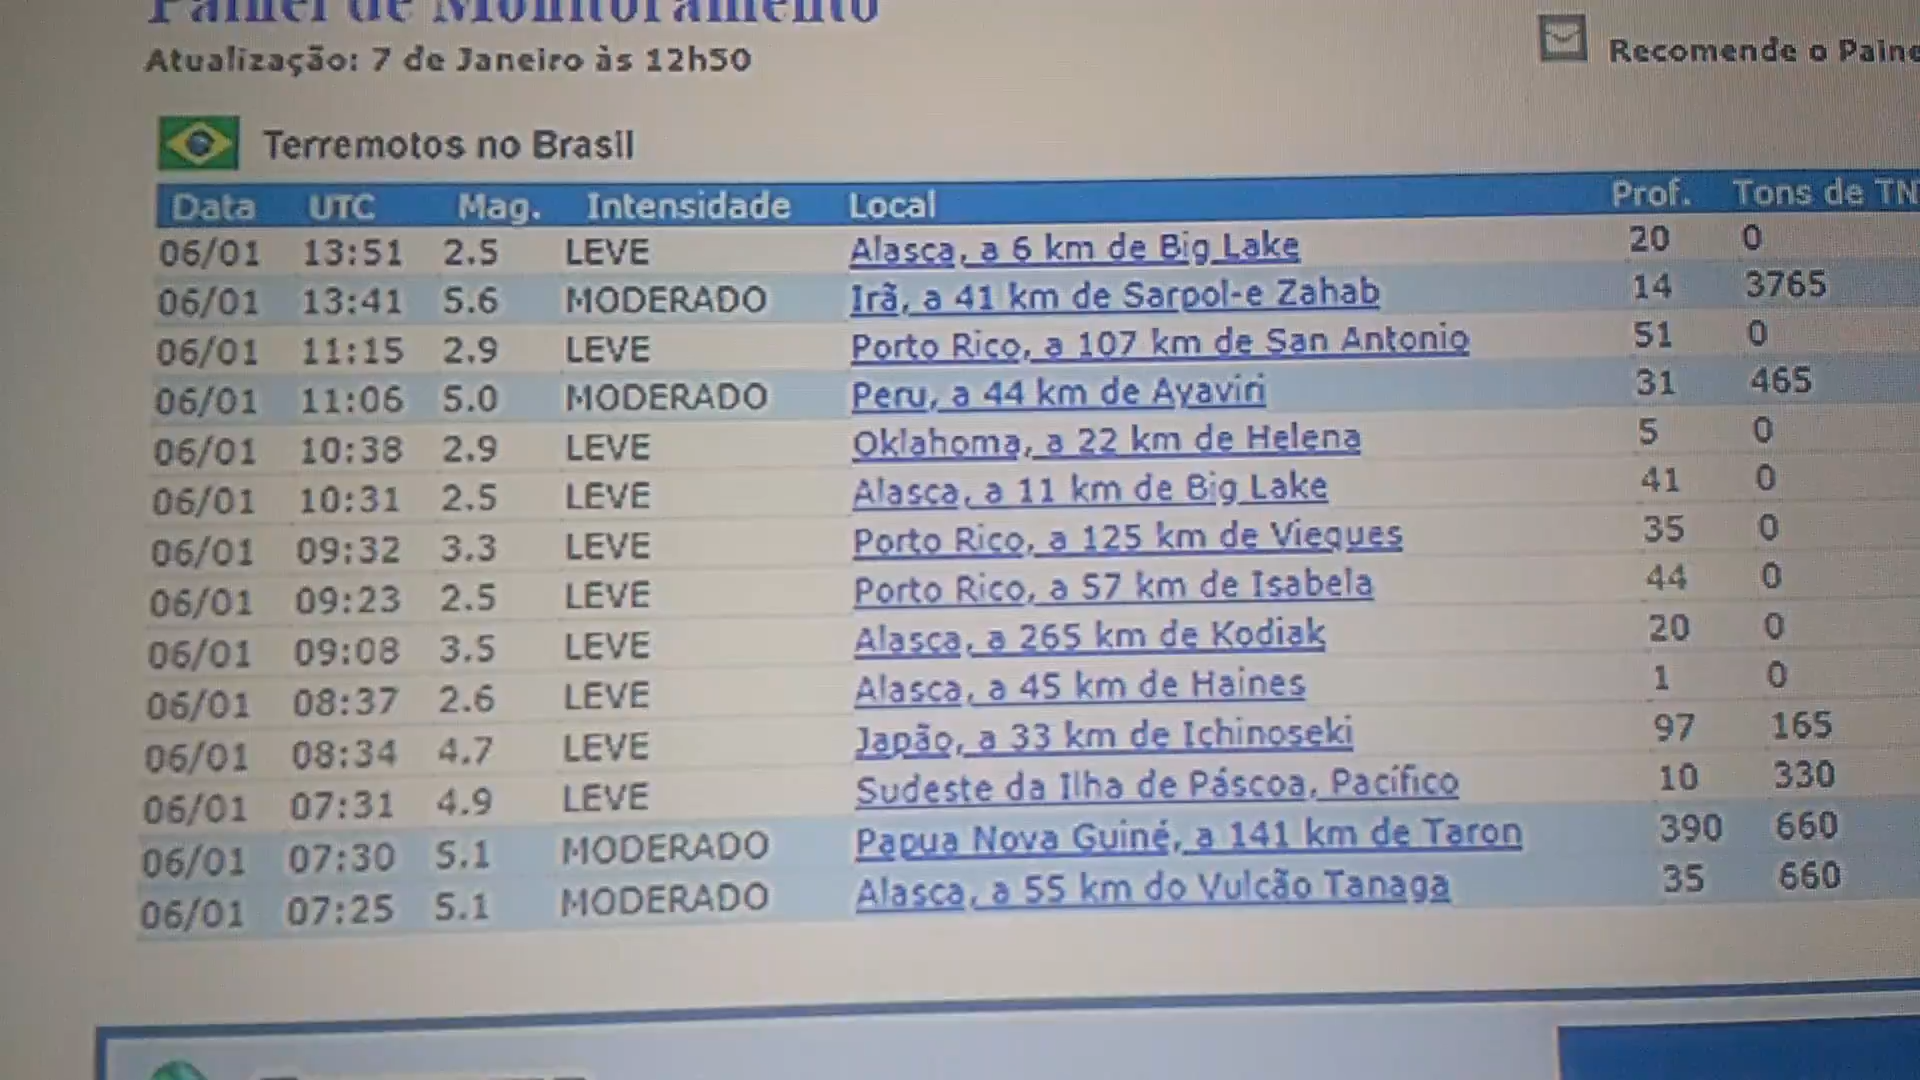 Painel de Monitoramento
Atualização: 7 de Janeiro às 12h50
Recomende o Paine
Terremotos no Brasil
Data UTC Mag. Intensidade Local Prof. Tons de TN
06/01 13:51 2.5 LEVE Alasca, a 6 km de Big Lake 20 0
06/01 13:41 5.6 MODERADO Irã, a 41 km de Sarpol-e Zahab 14 3765
06/01 11:15 2.9 LEVE Porto Rico, a 107 km de San Antonio 51 0
06/01 11:06 5.0 MODERADO Peru, a 44 km de Ayaviri 31 465
06/01 10:38 2.9 LEVE Oklahoma, a 22 km de Helena 5 0
06/01 10:31 2.5 LEVE Alasca, a 11 km de Big Lake 41 0
06/01 09:32 3.3 LEVE Porto Rico, a 125 km de Vieques 35 0
06/01 09:23 2.5 LEVE Porto Rico, a 57 km de Isabela 44 0
06/01 09:08 3.5 LEVE Alasca, a 265 km de Kodiak 20 0
06/01 08:37 2.6 LEVE Alasca, a 45 km de Haines 1 0
06/01 08:34 4.7 LEVE Japão, a 33 km de Ichinoseki 97 165
06/01 07:31 4.9 LEVE Sudeste da Ilha de Páscoa, Pacífico 10 330
06/01 07:30 5.1 MODERADO Papua Nova Guiné, a 141 km de Taron 390 660
06/01 07:25 5.1 MODERADO Alasca, a 55 km do Vulcão Tanaga 35 660